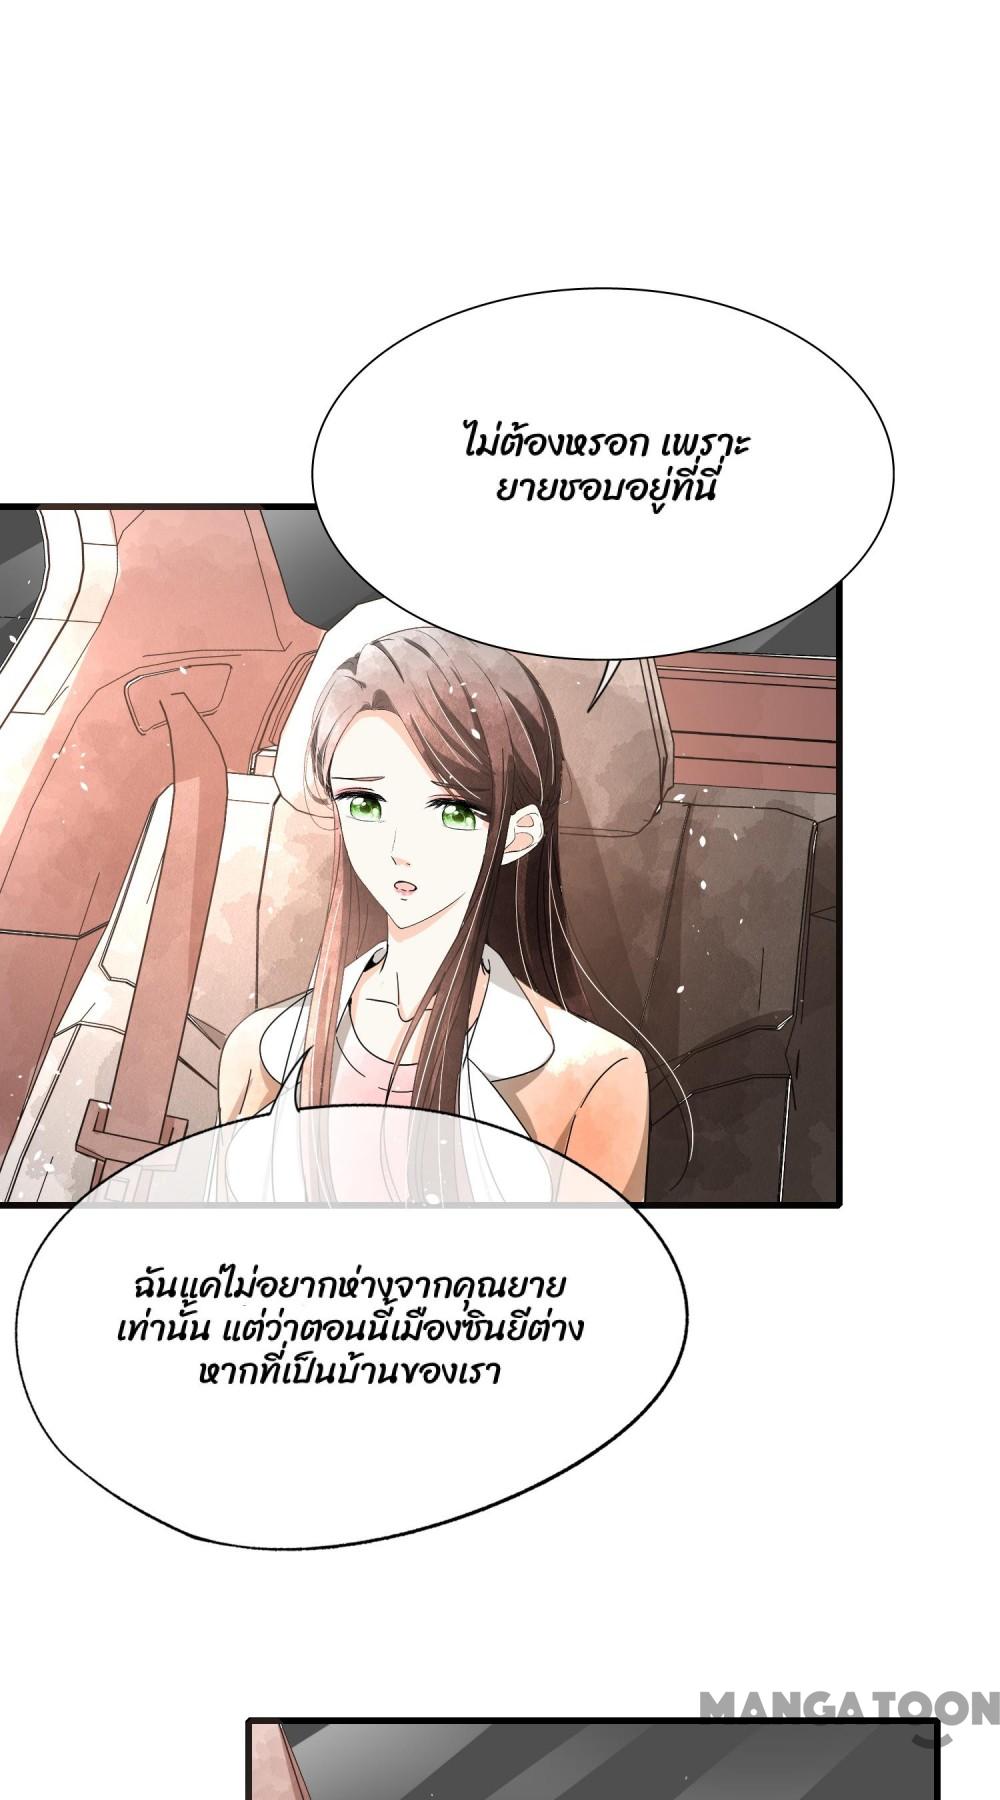 ไม่ต้องหรอก เพราะ
ยายชอบอยู่ที่นี่
ฉันแค่ไม่อยากห่างจากคุณยาย
เท่านั้น แต่ว่าตอนนี้เมืองซินยีต่าง
หากที่เป็นบ้านของเรา
MANGATOON